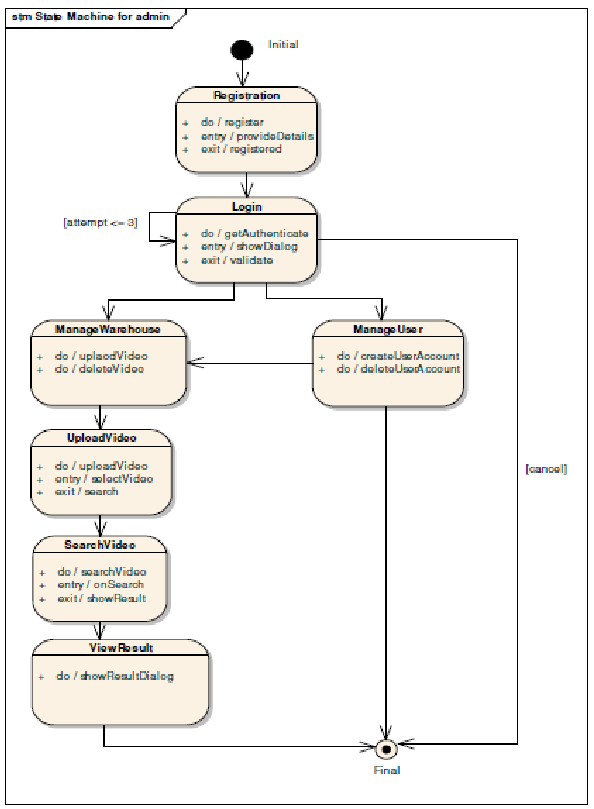 stm State Machine for admin
Initial
Registration
+ do / register
+ entry / provideDetails
+ exit / registered
[attempt <= 3]
Login
+ do / getAuthenticate
+ entry / showDialog
+ exit / validate
ManageWarehouse
+ do / uplaodVideo
+ do / deleteVideo
ManageUser
+ do / createUserAccount
+ do / deleteUserAccount
UploadVideo
+ do / uploadVideo
+ entry / selectVideo
+ exit / search
[cancel]
SearchVideo
+ do / searchVideo
+ entry / onSearch
+ exit / showResult
ViewResult
+ do / showResultDialog
Final